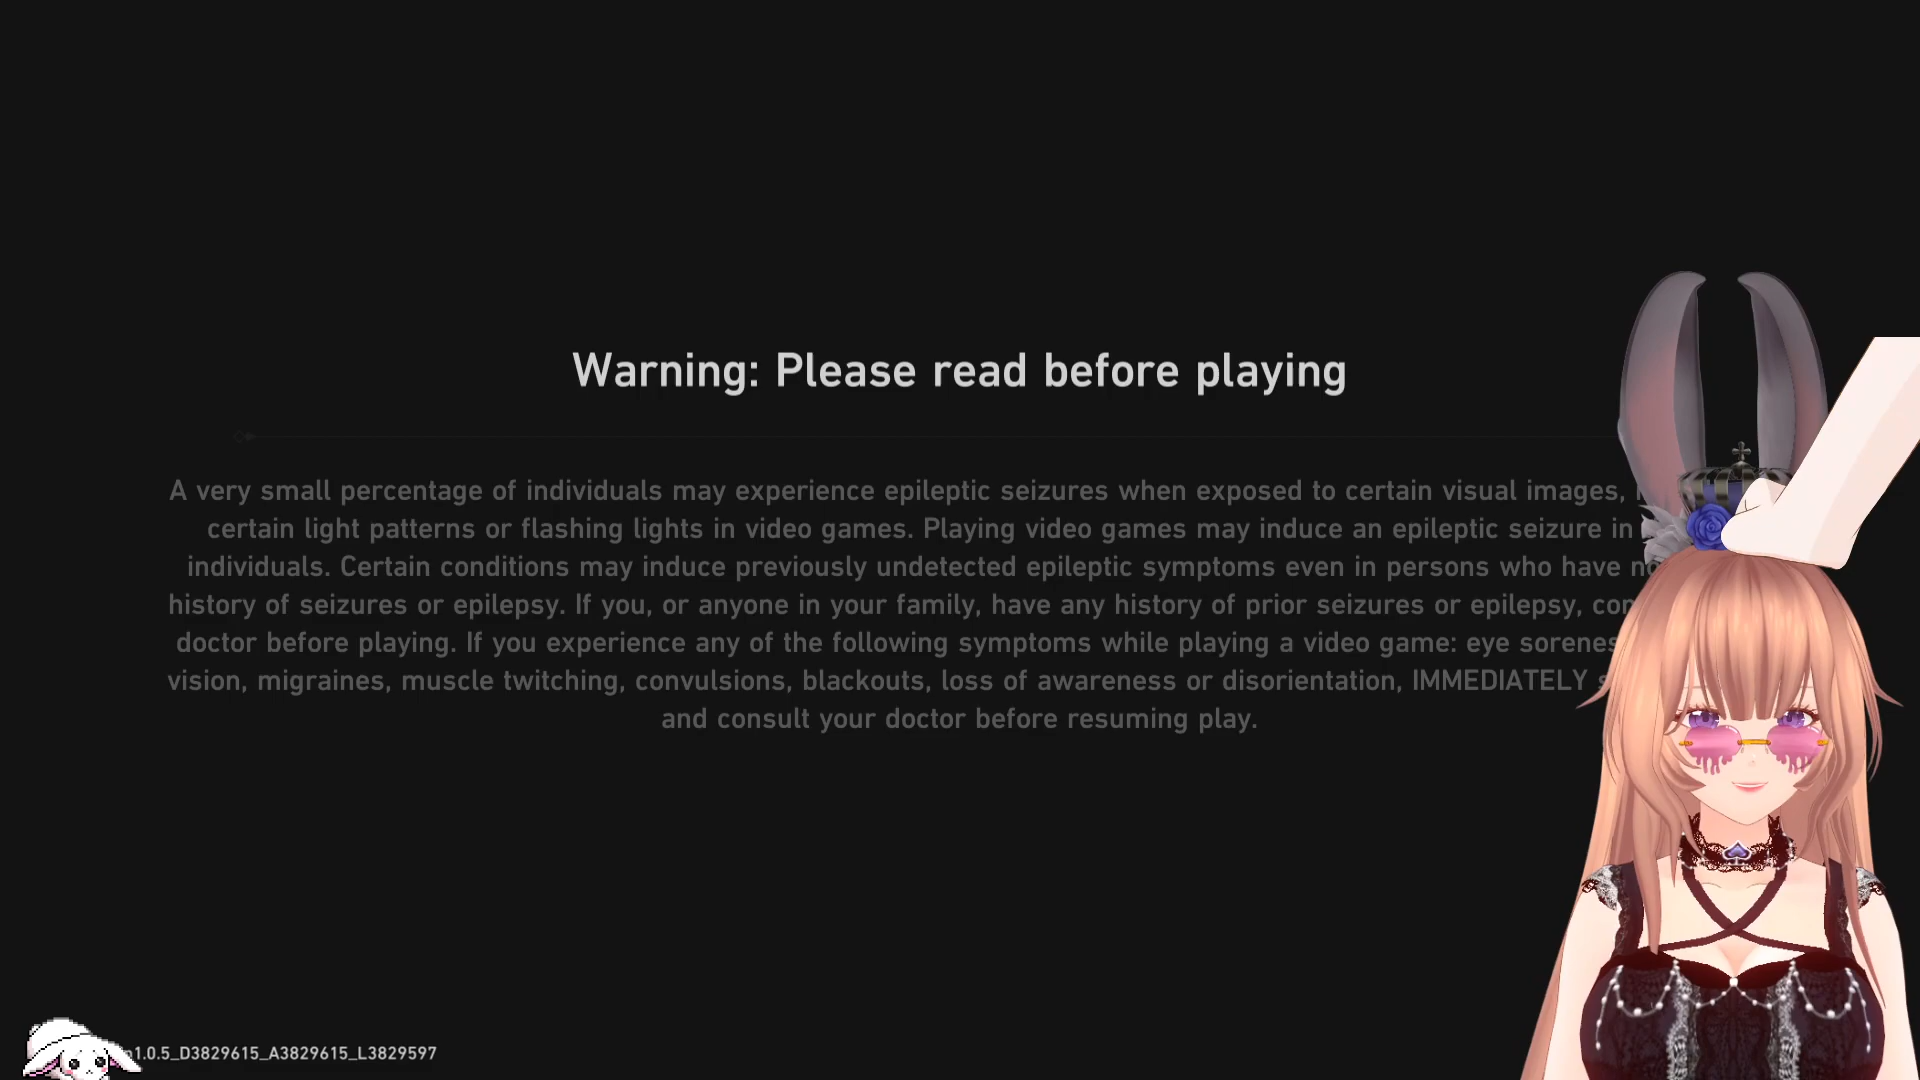 Warning: Please read before playing
A very small percentage of individuals may experience epileptic seizures when exposed to certain visual images,
certain light patterns or flashing lights in video games. Playing video games may induce an epileptic seizure in
individuals. Certain conditions may induce previously undetected epileptic symptoms even in persons who have
history of seizures or epilepsy. If you, or anyone in your family, have any history of prior seizures or epilepsy,
doctor before playing. If you experience any of the following symptoms while playing a video game: eye
vision, migraines, muscle twitching, convulsions, blackouts, loss of awareness or disorientation, IMMEDIATELY
and consult your doctor before resuming play.
1.0.5_D3829615_A3829615_L3829597